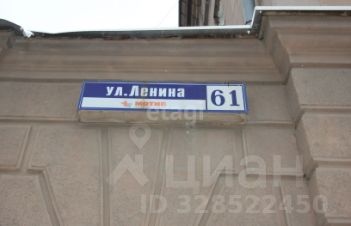 ул.Ленина 61
МОТИВ
etagi
циан
ID 328522450